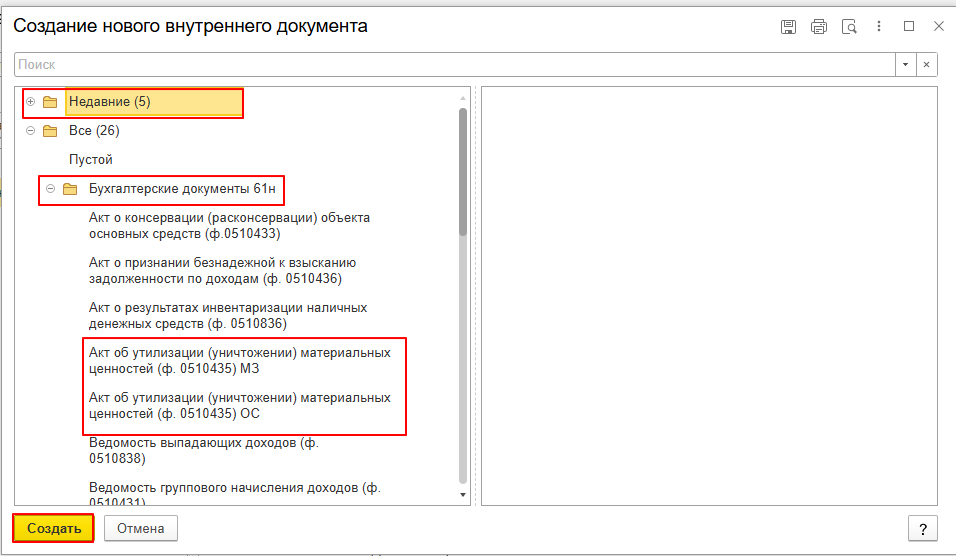 Создание нового внутреннего документа
Поиск
Недавние (5)
Все (26)
Пустой
Бухгалтерские документы 61н
Акт о консервации (расконсервации) объекта
основных средств (ф.0510433)
Акт о признании безнадежной к взысканию
задолженности по доходам (ф. 0510436)
Акт о результатах инвентаризации наличных
денежных средств (ф. 0510836)
Акт об утилизации (уничтожении) материальных
ценностей (ф. 0510435) МЗ
Акт об утилизации (уничтожении) материальных
ценностей (ф. 0510435) ОС
Ведомость выпадающих доходов (ф.
0510838)
Ведомость группового начисления доходов (ф.
0510431)
Создать
Отмена
?